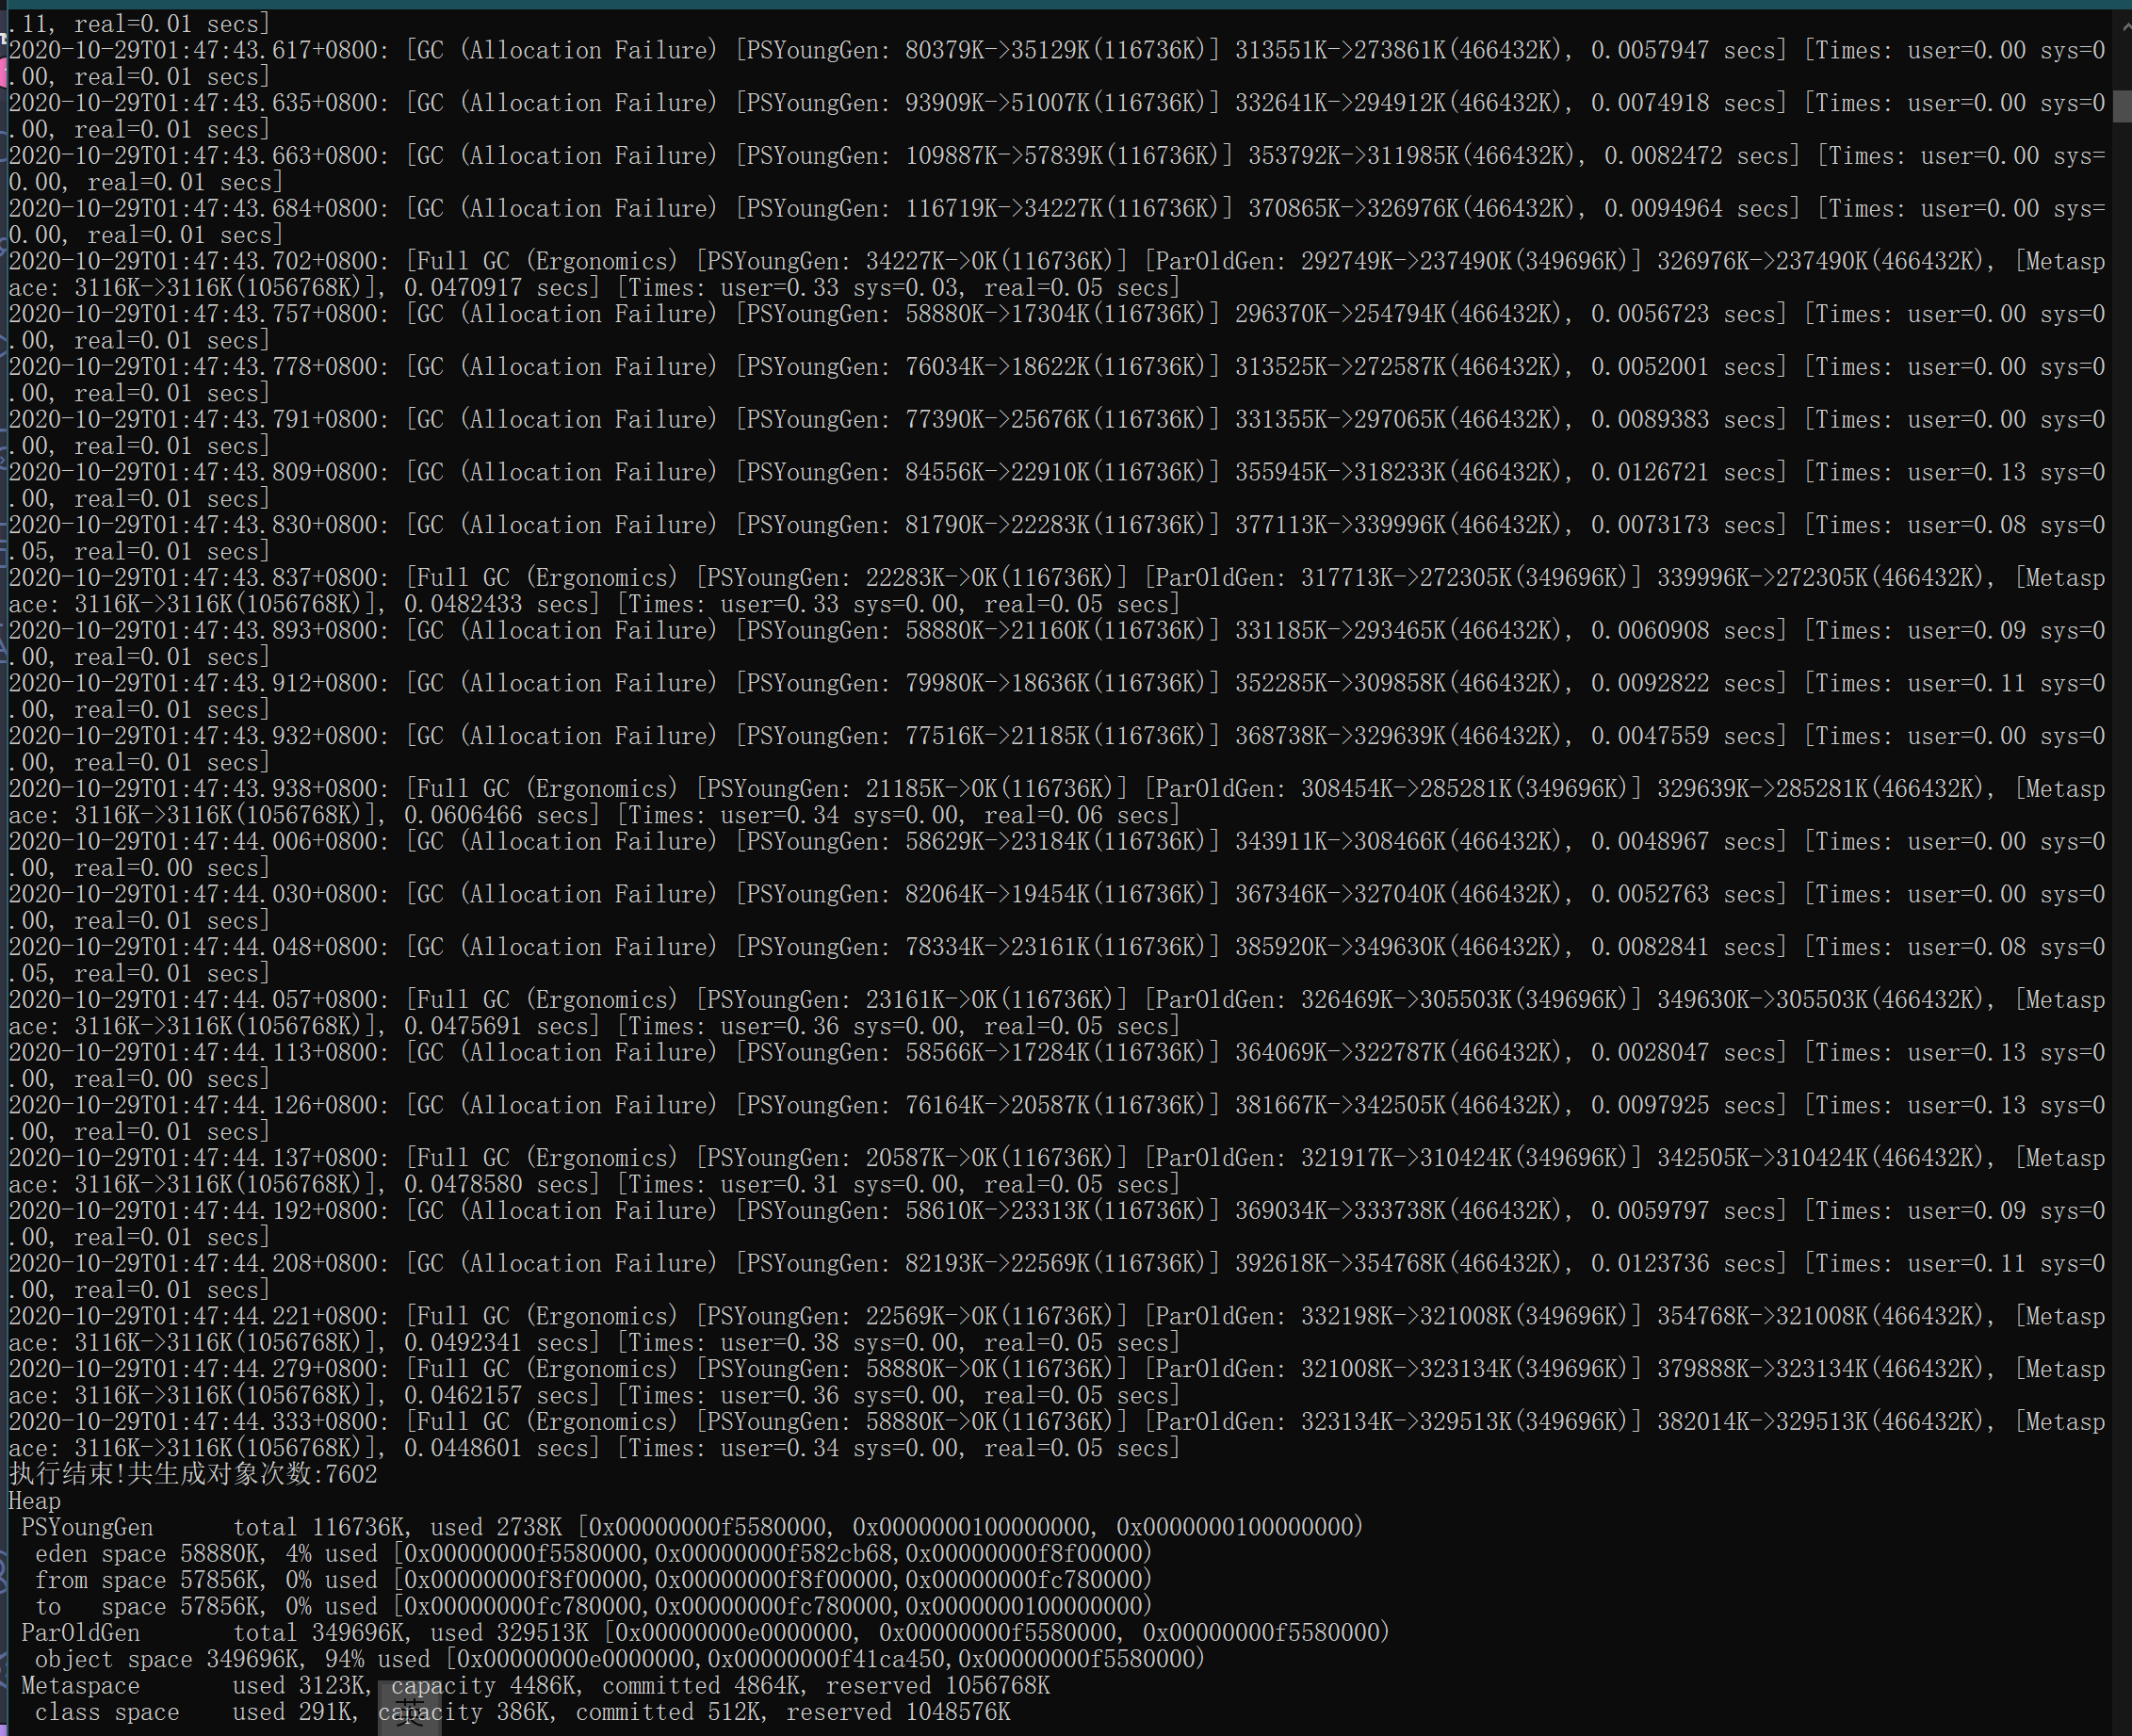 .11, real=0.01 secs]
2020-10-29T01:47:43.617+0800: [GC (Allocation Failure) [PSYoungGen: 80379K->35129K(116736K)] 313551K->273861K(466432K), 0.0057947 secs] [Times: user=0.00 sys=0
.00, real=0.01 secs]
2020-10-29T01:47:43.635+0800: [GC (Allocation Failure) [PSYoungGen: 93909K->51007K(116736K)] 332641K->294912K(466432K), 0.0074918 secs] [Times: user=0.00 sys=0
.00, real=0.01 secs]
2020-10-29T01:47:43.663+0800: [GC (Allocation Failure) [PSYoungGen: 109887K->57839K(116736K)] 353792K->311985K(466432K), 0.0082472 secs] [Times: user=0.00 sys=
0.00, real=0.01 secs]
2020-10-29T01:47:43.684+0800: [GC (Allocation Failure) [PSYoungGen: 116719K->34227K(116736K)] 370865K->326976K(466432K), 0.0094964 secs] [Times: user=0.00 sys=
0.00, real=0.01 secs]
2020-10-29T01:47:43.702+0800: [Full GC (Ergonomics) [PSYoungGen: 34227K->0K(116736K)] [ParOldGen: 292749K->237490K(349696K)] 326976K->237490K(466432K), [Metasp
ace: 3116K->3116K(1056768K)], 0.0470917 secs] [Times: user=0.33 sys=0.03, real=0.05 secs]
2020-10-29T01:47:43.757+0800: [GC (Allocation Failure) [PSYoungGen: 58880K->17304K(116736K)] 296370K->254794K(466432K), 0.0056723 secs] [Times: user=0.00 sys=0
.00, real=0.01 secs]
2020-10-29T01:47:43.778+0800: [GC (Allocation Failure) [PSYoungGen: 76034K->18622K(116736K)] 313525K->272587K(466432K), 0.0052001 secs] [Times: user=0.00 sys=0
.00, real=0.01 secs]
2020-10-29T01:47:43.791+0800: [GC (Allocation Failure) [PSYoungGen: 77390K->25676K(116736K)] 331355K->297065K(466432K), 0.0089383 secs] [Times: user=0.00 sys=0
.00, real=0.01 secs]
2020-10-29T01:47:43.809+0800: [GC (Allocation Failure) [PSYoungGen: 84556K->22910K(116736K)] 355945K->318233K(466432K), 0.0126721 secs] [Times: user=0.13 sys=0
.00, real=0.01 secs]
2020-10-29T01:47:43.830+0800: [GC (Allocation Failure) [PSYoungGen: 81790K->22283K(116736K)] 377113K->339996K(466432K), 0.0073173 secs] [Times: user=0.08 sys=0
.05, real=0.01 secs]
2020-10-29T01:47:43.837+0800: [Full GC (Ergonomics) [PSYoungGen: 22283K->0K(116736K)] [ParOldGen: 317713K->272305K(349696K)] 339996K->272305K(466432K), [Metasp
ace: 3116K->3116K(1056768K)], 0.0482433 secs] [Times: user=0.33 sys=0.00, real=0.05 secs]
2020-10-29T01:47:43.893+0800: [GC (Allocation Failure) [PSYoungGen: 58880K->21160K(116736K)] 331185K->293465K(466432K), 0.0060908 secs] [Times: user=0.09 sys=0
.00, real=0.01 secs]
2020-10-29T01:47:43.912+0800: [GC (Allocation Failure) [PSYoungGen: 79980K->18636K(116736K)] 352285K->309858K(466432K), 0.0092822 secs] [Times: user=0.11 sys=0
.00, real=0.01 secs]
2020-10-29T01:47:43.932+0800: [GC (Allocation Failure) [PSYoungGen: 77516K->21185K(116736K)] 368738K->329639K(466432K), 0.0047559 secs] [Times: user=0.00 sys=0
.00, real=0.01 secs]
2020-10-29T01:47:43.938+0800: [Full GC (Ergonomics) [PSYoungGen: 21185K->0K(116736K)] [ParOldGen: 308454K->285281K(349696K)] 329639K->285281K(466432K), [Metasp
ace: 3116K->3116K(1056768K)], 0.0606466 secs] [Times: user=0.34 sys=0.00, real=0.06 secs]
2020-10-29T01:47:44.006+0800: [GC (Allocation Failure) [PSYoungGen: 58629K->23184K(116736K)] 343911K->308466K(466432K), 0.0048967 secs] [Times: user=0.00 sys=0
.00, real=0.00 secs]
2020-10-29T01:47:44.030+0800: [GC (Allocation Failure) [PSYoungGen: 82064K->19454K(116736K)] 367346K->327040K(466432K), 0.0052763 secs] [Times: user=0.00 sys=0
.00, real=0.01 secs]
2020-10-29T01:47:44.048+0800: [GC (Allocation Failure) [PSYoungGen: 78334K->23161K(116736K)] 385920K->349630K(466432K), 0.0082841 secs] [Times: user=0.08 sys=0
.05, real=0.01 secs]
2020-10-29T01:47:44.057+0800: [Full GC (Ergonomics) [PSYoungGen: 23161K->0K(116736K)] [ParOldGen: 326469K->305503K(349696K)] 349630K->305503K(466432K), [Metasp
ace: 3116K->3116K(1056768K)], 0.0475691 secs] [Times: user=0.36 sys=0.00, real=0.05 secs]
2020-10-29T01:47:44.113+0800: [GC (Allocation Failure) [PSYoungGen: 58566K->17284K(116736K)] 364069K->322787K(466432K), 0.0028047 secs] [Times: user=0.13 sys=0
.00, real=0.00 secs]
2020-10-29T01:47:44.126+0800: [GC (Allocation Failure) [PSYoungGen: 76164K->20587K(116736K)] 381667K->342505K(466432K), 0.0097925 secs] [Times: user=0.13 sys=0
.00, real=0.01 secs]
2020-10-29T01:47:44.137+0800: [Full GC (Ergonomics) [PSYoungGen: 20587K->0K(116736K)] [ParOldGen: 321917K->310424K(349696K)] 342505K->310424K(466432K), [Metasp
ace: 3116K->3116K(1056768K)], 0.0478580 secs] [Times: user=0.31 sys=0.00, real=0.05 secs]
2020-10-29T01:47:44.192+0800: [GC (Allocation Failure) [PSYoungGen: 58610K->23313K(116736K)] 369034K->333738K(466432K), 0.0059797 secs] [Times: user=0.09 sys=0
.00, real=0.01 secs]
2020-10-29T01:47:44.208+0800: [GC (Allocation Failure) [PSYoungGen: 82193K->22569K(116736K)] 392618K->354768K(466432K), 0.0123736 secs] [Times: user=0.11 sys=0
.00, real=0.01 secs]
2020-10-29T01:47:44.221+0800: [Full GC (Ergonomics) [PSYoungGen: 22569K->0K(116736K)] [ParOldGen: 332198K->321008K(349696K)] 354768K->321008K(466432K), [Metasp
ace: 3116K->3116K(1056768K)], 0.0492341 secs] [Times: user=0.38 sys=0.00, real=0.05 secs]
2020-10-29T01:47:44.279+0800: [Full GC (Ergonomics) [PSYoungGen: 58880K->0K(116736K)] [ParOldGen: 321008K->323134K(349696K)] 379888K->323134K(466432K), [Metasp
ace: 3116K->3116K(1056768K)], 0.0462157 secs] [Times: user=0.36 sys=0.00, real=0.05 secs]
2020-10-29T01:47:44.333+0800: [Full GC (Ergonomics) [PSYoungGen: 58880K->0K(116736K)] [ParOldGen: 323134K->329513K(349696K)] 382014K->329513K(466432K), [Metasp
ace: 3116K->3116K(1056768K)], 0.0448601 secs] [Times: user=0.34 sys=0.00, real=0.05 secs]
执行结束!共生成对象次数:7602
Heap
PSYoungGen      total 116736K, used 2738K [0x00000000f5580000, 0x0000000100000000, 0x0000000100000000)
eden space 58880K, 4% used [0x00000000f5580000,0x00000000f582cb68,0x00000000f8f00000)
from space 57856K, 0% used [0x00000000f8f00000,0x00000000f8f00000,0x00000000fc780000)
to   space 57856K, 0% used [0x00000000fc780000,0x00000000fc780000,0x0000000100000000)
ParOldGen       total 349696K, used 329513K [0x00000000e0000000, 0x00000000f5580000, 0x00000000f5580000)
object space 349696K, 94% used [0x00000000e0000000,0x00000000f41ca450,0x00000000f5580000)
Metaspace       used 3123K, capacity 4486K, committed 4864K, reserved 1056768K
class space    used 291K, capacity 386K, committed 512K, reserved 1048576K
英